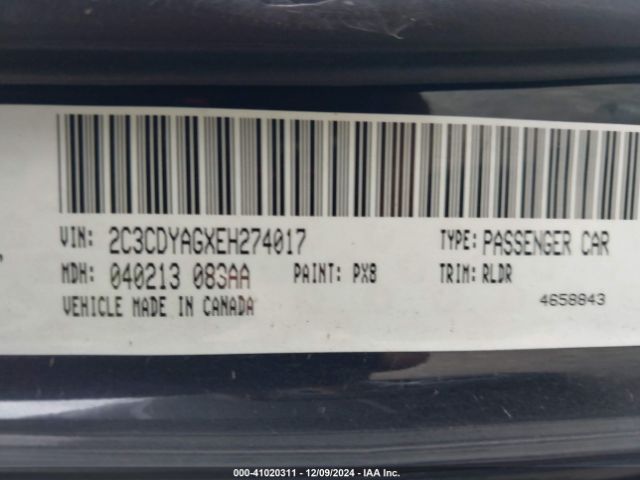 VIN: 2C3CDYAGXEH274017 TYPE: PASSENGER CAR
MDH: 040213 083AA PAINT: PX8 TRIM: RLDR
VEHICLE MADE IN CANADA 4658843
000-41020311 - 12/09/2024 - IAA Inc.